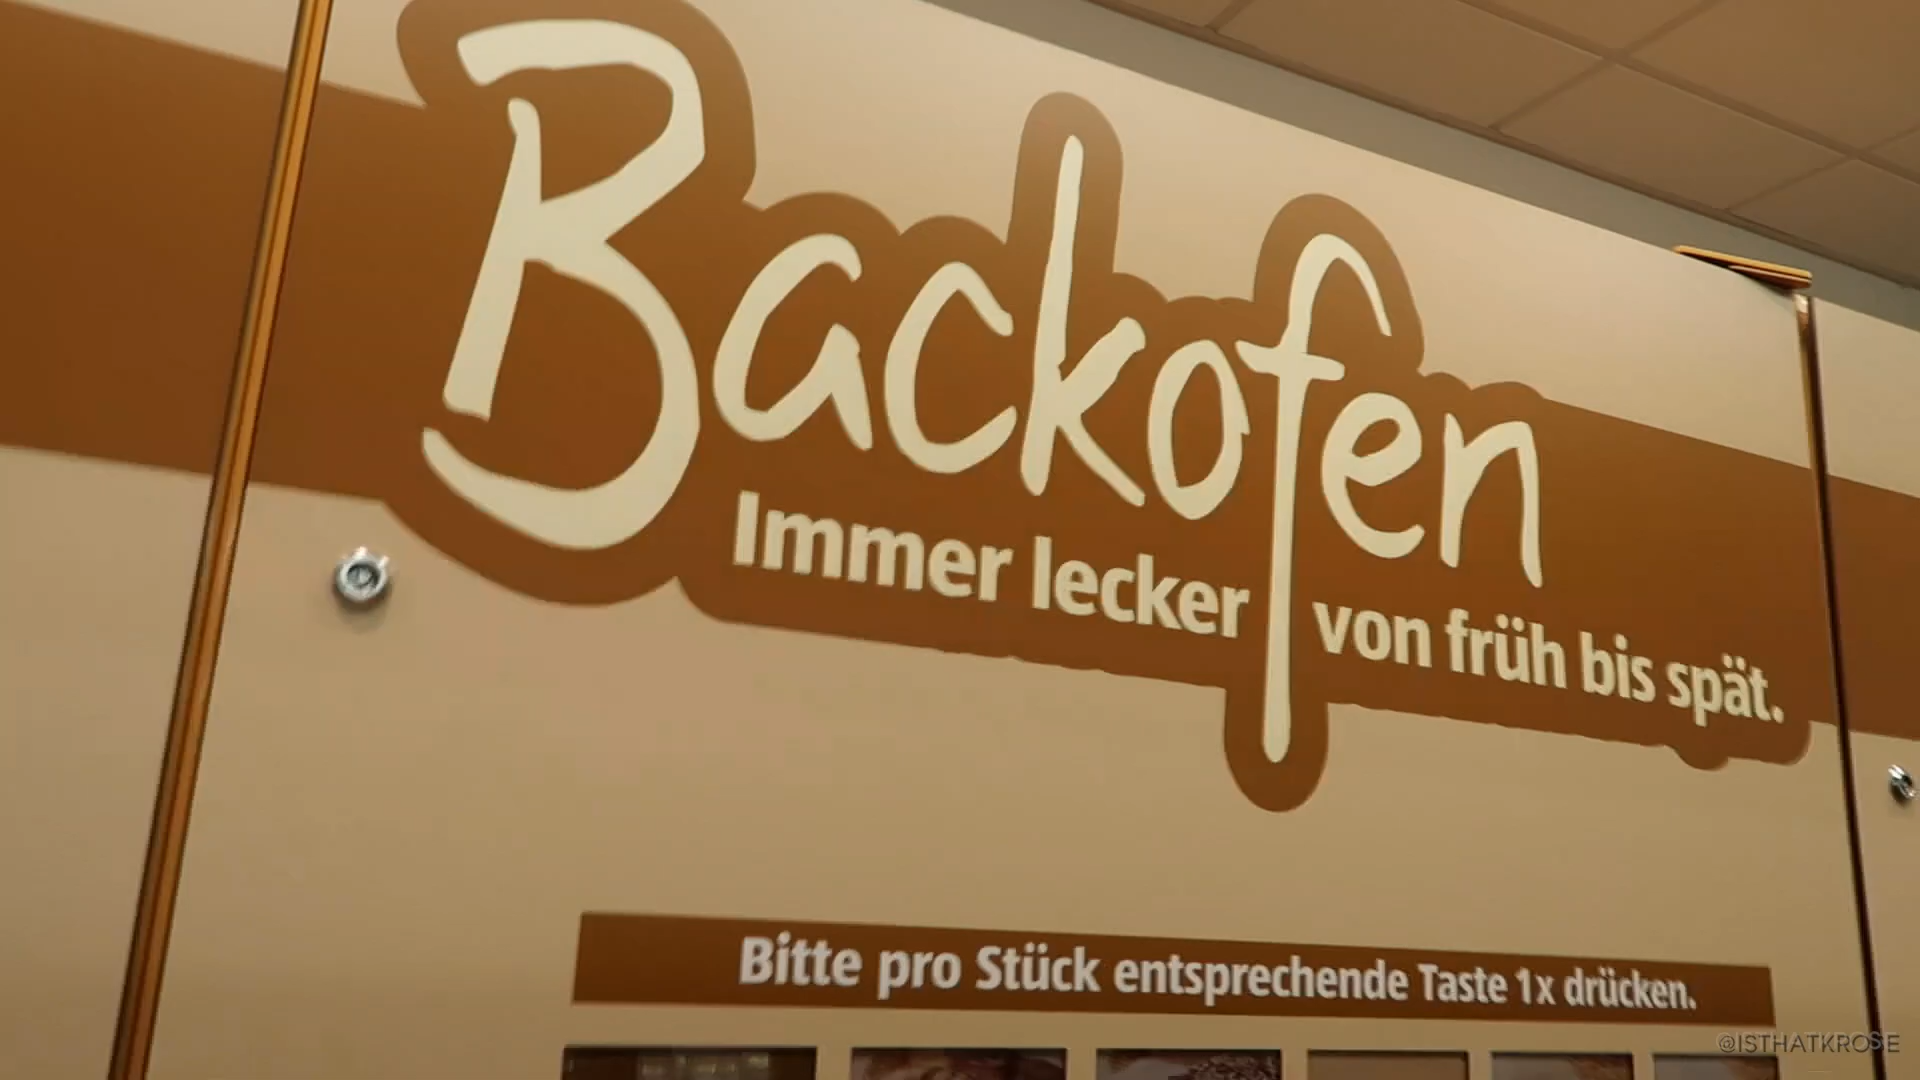 Backofen
Immer lecker von früh bis spät.
Bitte pro Stück entsprechende Taste 1x drücken.
@ISTHATKROSE